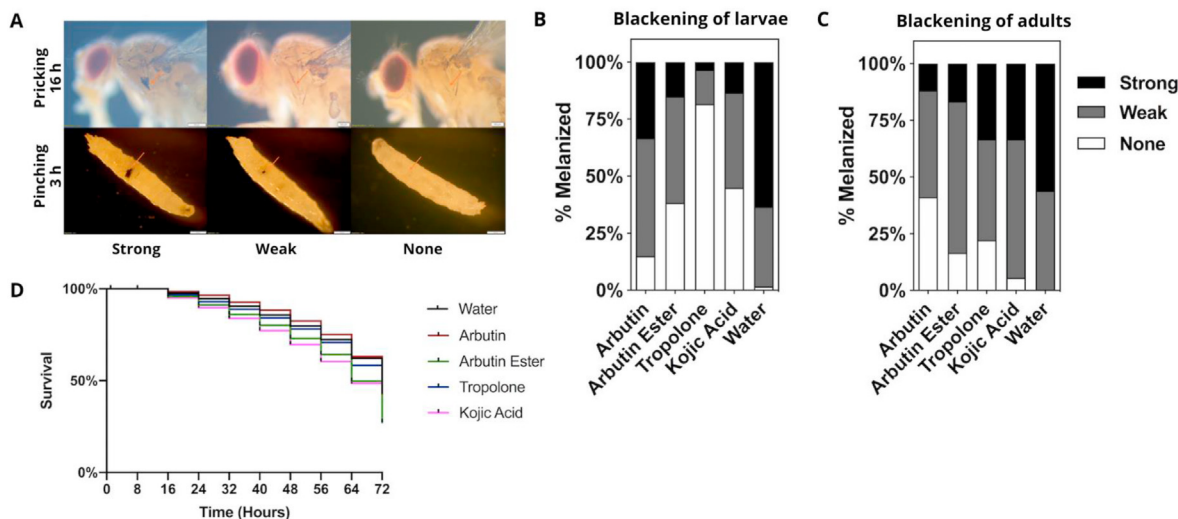 A
Pricking
16 h
Pinching
3 h
Strong
Weak
None
B
Blackening of larvae
% Melanized
100%
75%
50%
25%
0%
Arbutin
Arbutin Ester
Tropolone
Kojic Acid
Water
C
Blackening of adults
% Melanized
100%
75%
50%
25%
0%
Arbutin
Arbutin Ester
Tropolone
Kojic Acid
Water
Strong
Weak
None
D
Survival
100%
50%
0%
0 8 16 24 32 40 48 56 64 72
Time (Hours)
Water
Arbutin
Arbutin Ester
Tropolone
Kojic Acid